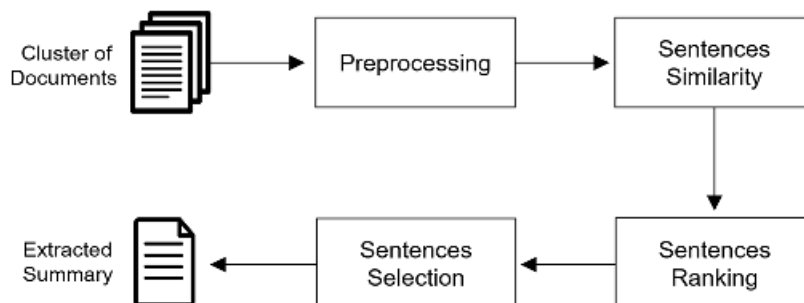 Cluster of
Documents
Preprocessing
Sentences
Similarity
Extracted
Summary
Sentences
Selection
Sentences
Ranking